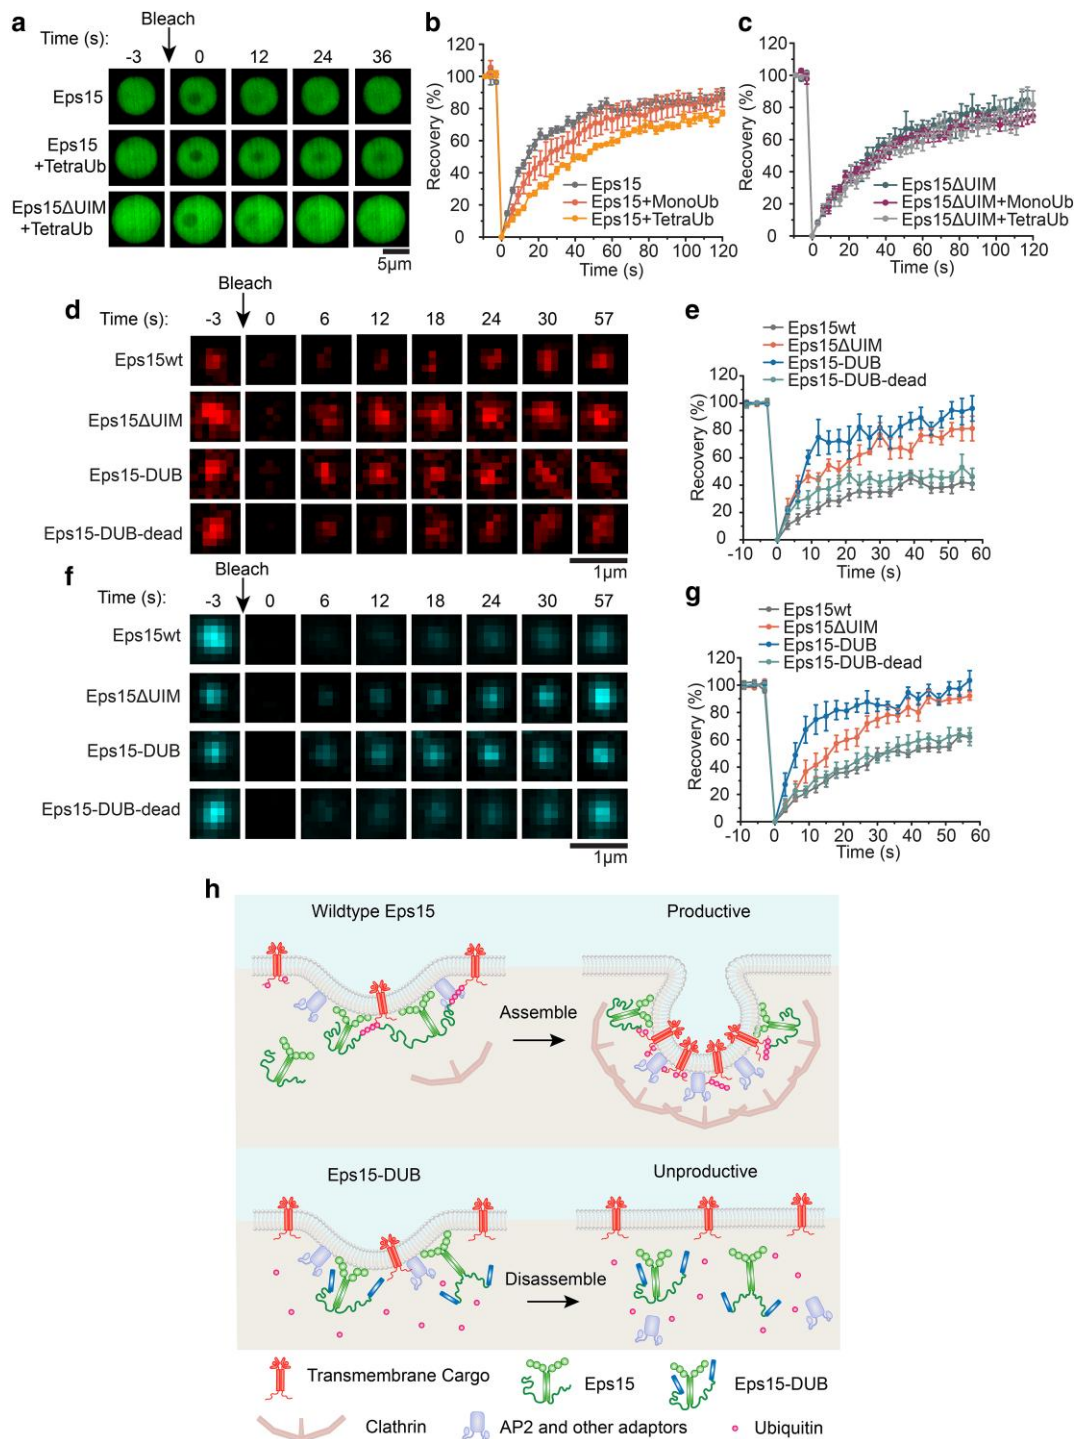 a
Bleach
Time (s):
-3 0 12 24 36
Eps15
Eps15
+TetraUb
Eps15ΔUIM
+TetraUb
5μm
b
Recovery (%)
120
100
80
60
40
20
0
Eps15
Eps15+MonoUb
Eps15+TetraUb
0 20 40 60 80 100 120
Time (s)
c
Recovery (%)
120
100
80
60
40
20
0
Eps15ΔUIM
Eps15ΔUIM+MonoUb
Eps15ΔUIM+TetraUb
0 20 40 60 80 100 120
Time (s)
d
Bleach
Time (s): -3 0 6 12 18 24 30 57
Eps15wt
Eps15ΔUIM
Eps15-DUB
Eps15-DUB-dead
1μm
e
Eps15wt
Eps15ΔUIM
Eps15-DUB
Eps15-DUB-dead
Recovery (%)
120
100
80
60
40
20
0
-10 0 10 20 30 40 50 60
Time (s)
f
Bleach
Time (s): -3 0 6 12 18 24 30 57
Eps15wt
Eps15ΔUIM
Eps15-DUB
Eps15-DUB-dead
1μm
g
Eps15wt
Eps15ΔUIM
Eps15-DUB
Eps15-DUB-dead
Recovery (%)
120
100
80
60
40
20
0
-10 0 10 20 30 40 50 60
Time (s)
h
Wildtype Eps15
Productive
Assemble
Eps15-DUB
Unproductive
Disassemble
Transmembrane Cargo
Eps15
Eps15-DUB
Clathrin
AP2 and other adaptors
Ubiquitin